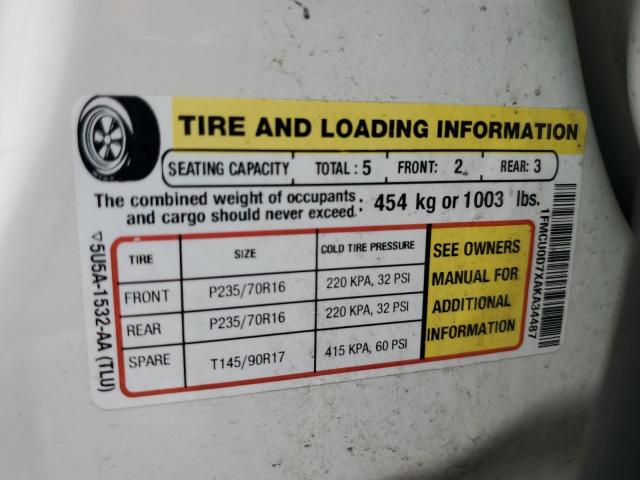 TIRE AND LOADING INFORMATION
SEATING CAPACITY TOTAL : 5 FRONT: 2 REAR: 3
The combined weight of occupants and cargo should never exceed : 454 kg or 1003 lbs.
TIRE SIZE COLD TIRE PRESSURE
FRONT P235/70R16 220 KPA, 32 PSI
REAR P235/70R16 220 KPA, 32 PSI
SPARE T145/90R17 415 KPA, 60 PSI
SEE OWNERS
MANUAL FOR
ADDITIONAL
INFORMATION
5U5A-1532-AA (TLU)
1FMCU0D7XAKA34487